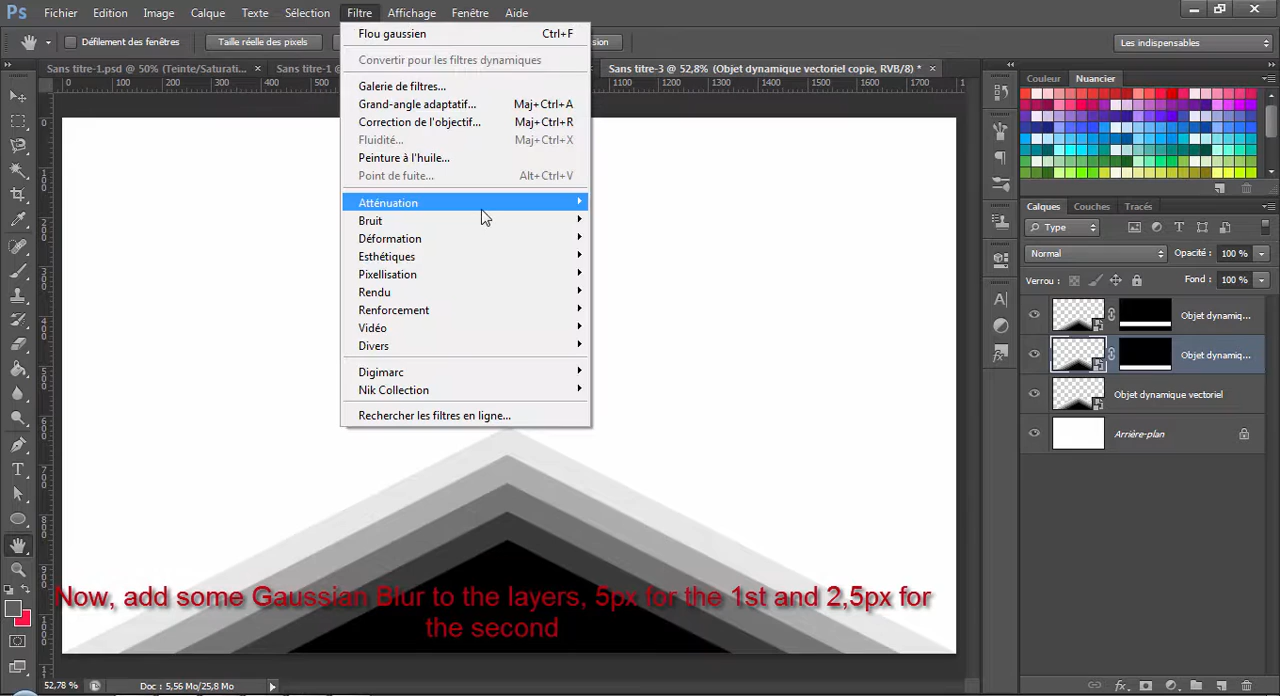 Ps Fichier Edition Image Calque Texte Sélection Filtre Affichage Fenêtre Aide
Défilement des fenêtres Taille réelle des pixels Les indispensables
Sans titre-1.psd @ 50% (Teinte/Saturati... × Sans titre-1 @ Sans titre-3 @ 52,8% (Objet dynamique vectoriel copie, RVB/8) * ×
Flou gaussien Ctrl+F
Convertir pour les filtres dynamiques
Galerie de filtres...
Grand-angle adaptatif... Maj+Ctrl+A
Correction de l'objectif... Maj+Ctrl+R
Fluidité... Maj+Ctrl+X
Peinture à l'huile...
Point de fuite... Alt+Ctrl+V
Atténuation
Bruit
Déformation
Esthétiques
Pixellisation
Rendu
Renforcement
Vidéo
Divers
Digimarc
Nik Collection
Rechercher les filtres en ligne...
Couleur Nuancier
Calques Couches Tracés
Type
Normal Opacité : 100 %
Verrou : Fond : 100 %
Objet dynamiq...
Objet dynamiq...
Objet dynamique vectoriel
Arrière-plan
Now, add some Gaussian Blur to the layers, 5px for the 1st and 2,5px for
the second
52,78 % Doc : 5,56 Mo/25,8 Mo